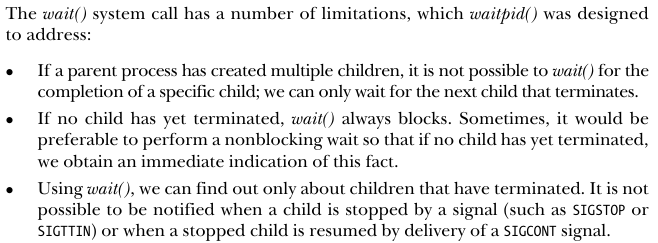 The wait() system call has a number of limitations, which waitpid() was designed
to address:
• If a parent process has created multiple children, it is not possible to wait() for the
completion of a specific child; we can only wait for the next child that terminates.
• If no child has yet terminated, wait() always blocks. Sometimes, it would be
preferable to perform a nonblocking wait so that if no child has yet terminated,
we obtain an immediate indication of this fact.
• Using wait(), we can find out only about children that have terminated. It is not
possible to be notified when a child is stopped by a signal (such as SIGSTOP or
SIGTTIN) or when a stopped child is resumed by delivery of a SIGCONT signal.